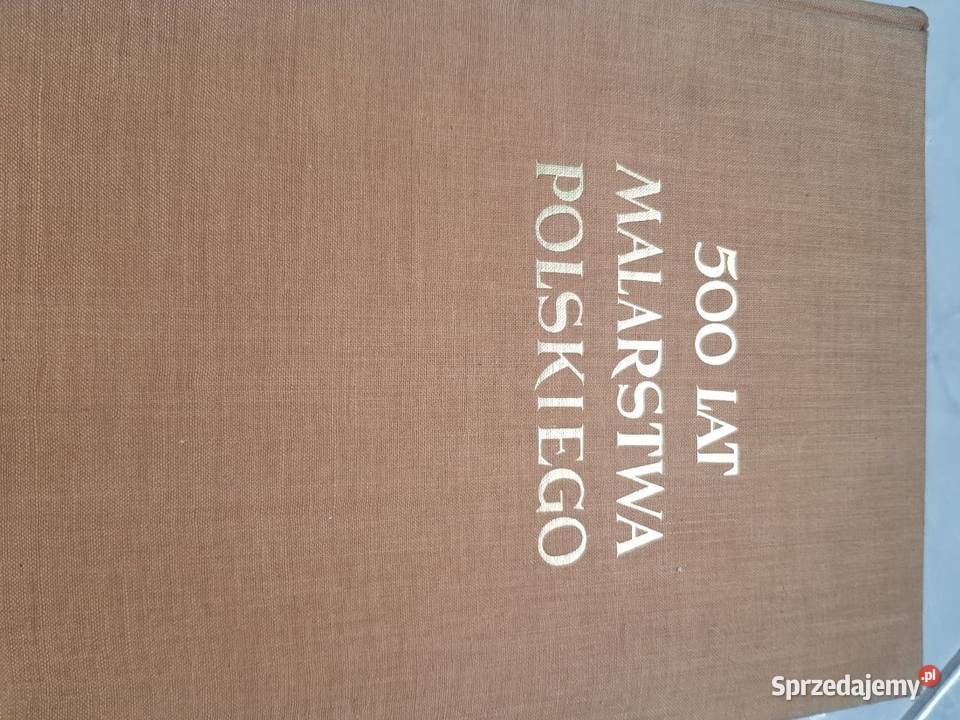 500 LAT
MALARSTWA
POLSKIEGO
Sprzedajemy.pl